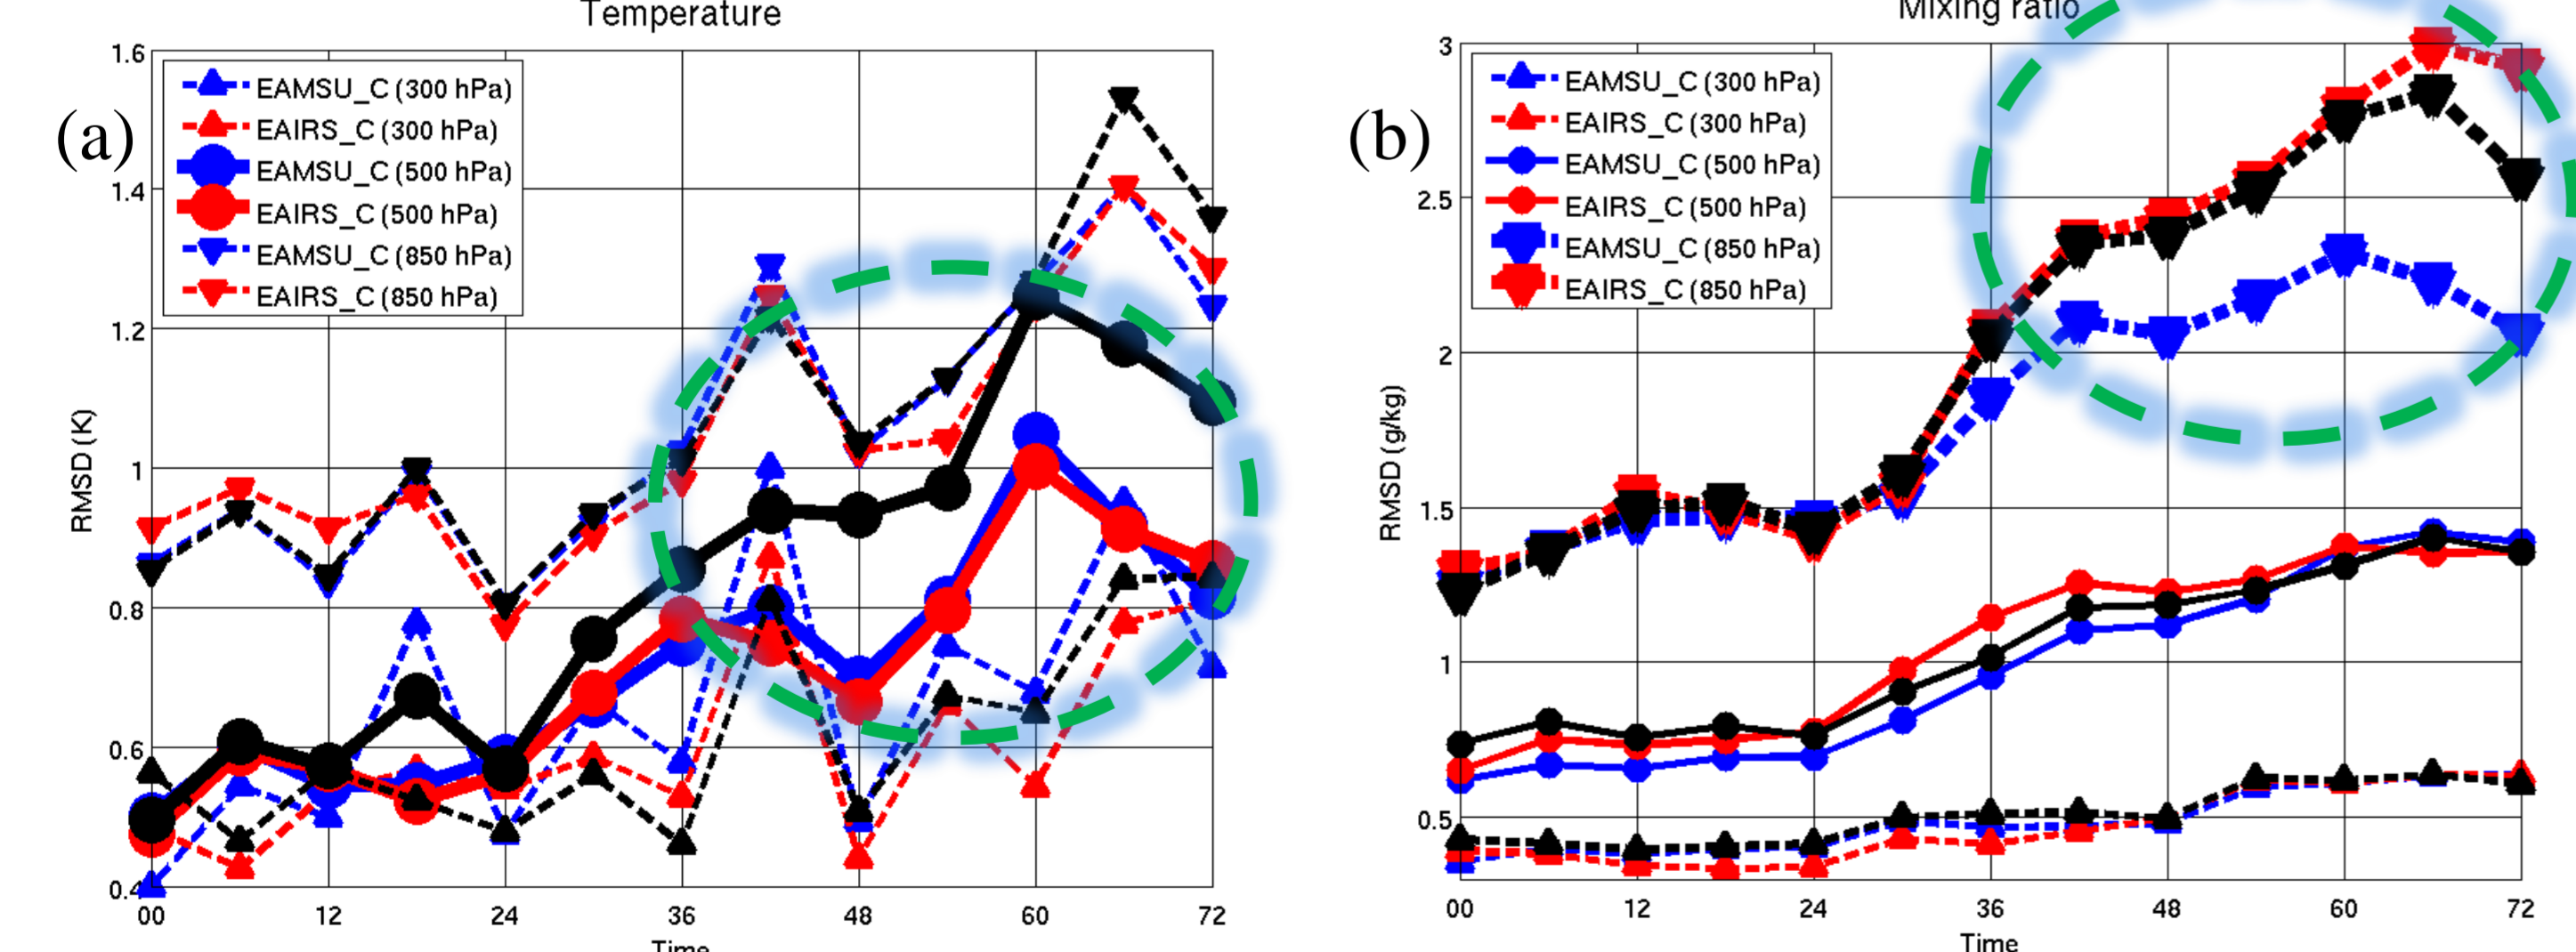 Temperature
(a)
1.6
1.4
1.2
1
0.8
0.6
0.4
RMSD (K)
EAMSU_C (300 hPa)
EAIRS_C (300 hPa)
EAMSU_C (500 hPa)
EAIRS_C (500 hPa)
EAMSU_C (850 hPa)
EAIRS_C (850 hPa)
00 12 24 36 48 60 72
Time
Mixing ratio
(b)
3
2.5
2
1.5
1
0.5
RMSD (g/kg)
EAMSU_C (300 hPa)
EAIRS_C (300 hPa)
EAMSU_C (500 hPa)
EAIRS_C (500 hPa)
EAMSU_C (850 hPa)
EAIRS_C (850 hPa)
00 12 24 36 48 60 72
Time